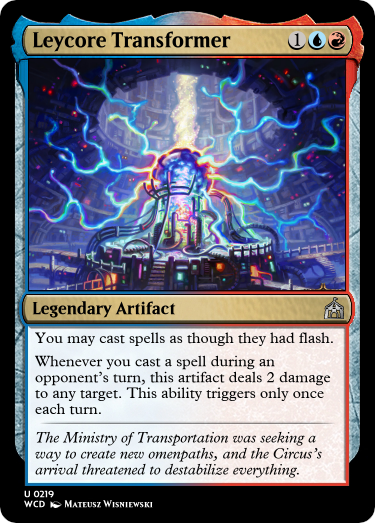 Leycore Transformer 1
Legendary Artifact
You may cast spells as though they had flash.
Whenever you cast a spell during an
opponent's turn, this artifact deals 2 damage
to any target. This ability triggers only once
each turn.
The Ministry of Transportation was seeking a
way to create new omenpaths, and the Circus's
arrival threatened to destabilize everything.
U 0219
WCD Mateusz Wisniewski